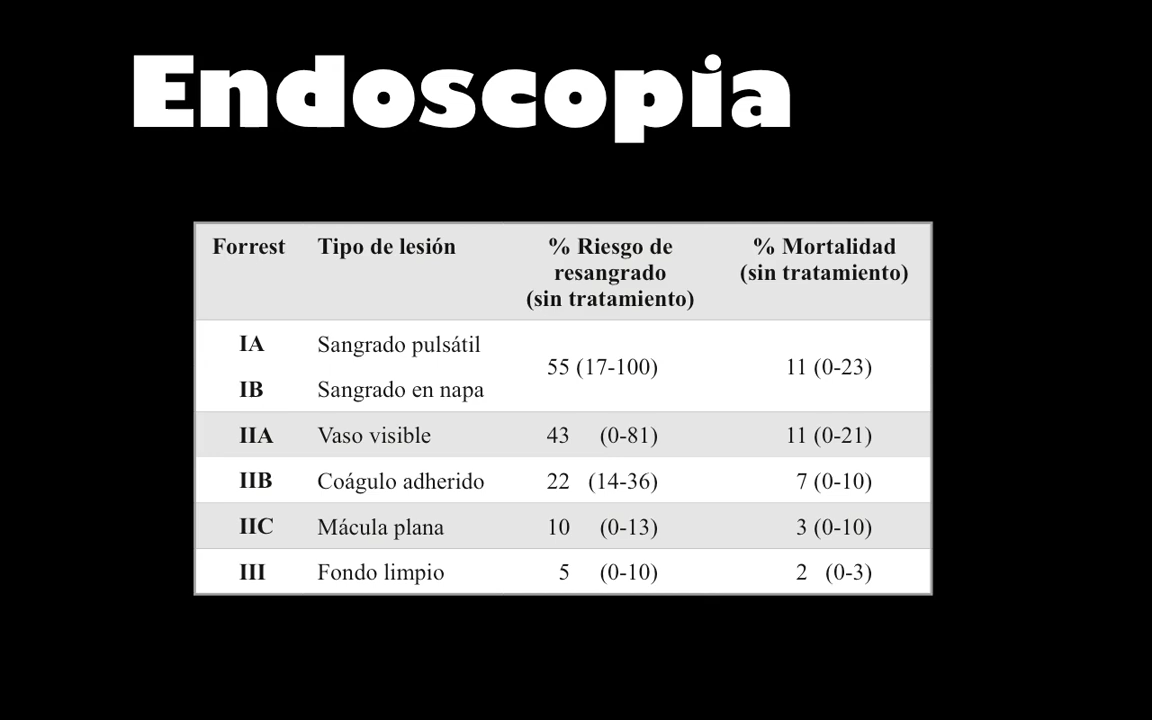 Endoscopia
Forrest Tipo de lesión % Riesgo de resangrado (sin tratamiento) % Mortalidad (sin tratamiento)
IA Sangrado pulsátil
55 (17-100) 11 (0-23)
IB Sangrado en napa
IIA Vaso visible 43 (0-81) 11 (0-21)
IIB Coágulo adherido 22 (14-36) 7 (0-10)
IIC Mácula plana 10 (0-13) 3 (0-10)
III Fondo limpio 5 (0-10) 2 (0-3)